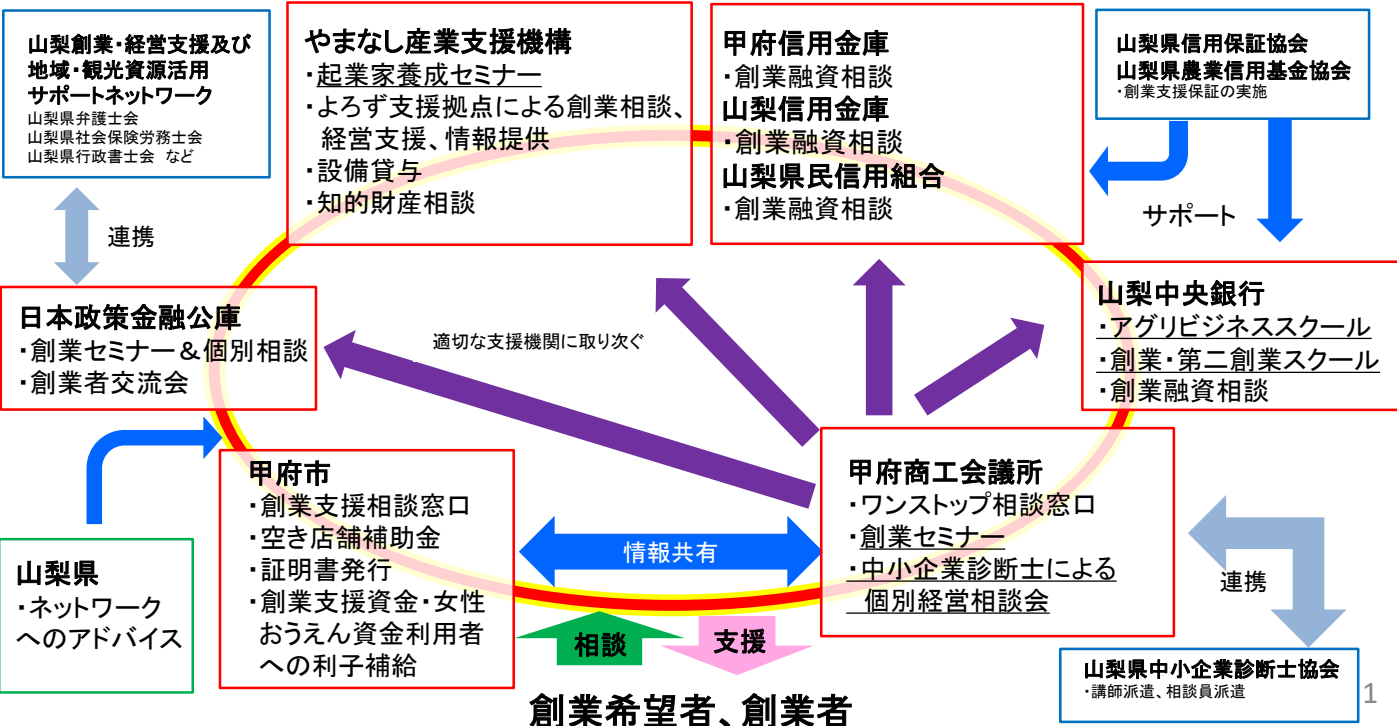 山梨創業・経営支援及び
地域・観光資源活用
サポートネットワーク
山梨県弁護士会
山梨県社会保険労務士会
山梨県行政書士会 など
やまなし産業支援機構
・起業家養成セミナー
・よろず支援拠点による創業相談、
経営支援、情報提供
・設備貸与
・知的財産相談
甲府信用金庫
・創業融資相談
山梨信用金庫
・創業融資相談
山梨県民信用組合
・創業融資相談
山梨県信用保証協会
山梨県農業信用基金協会
・創業支援保証の実施
連携
サポート
日本政策金融公庫
・創業セミナー＆個別相談
・創業者交流会
適切な支援機関に取り次ぐ
山梨中央銀行
・アグリビジネススクール
・創業・第二創業スクール
・創業融資相談
山梨県
・ネットワーク
へのアドバイス
甲府市
・創業支援相談窓口
・空き店舗補助金
・証明書発行
・創業支援資金・女性
おうえん資金利用者
への利子補給
情報共有
甲府商工会議所
・ワンストップ相談窓口
・創業セミナー
・中小企業診断士による
個別経営相談会
連携
相談
支援
創業希望者、創業者
山梨県中小企業診断士協会
・講師派遣、相談員派遣
1